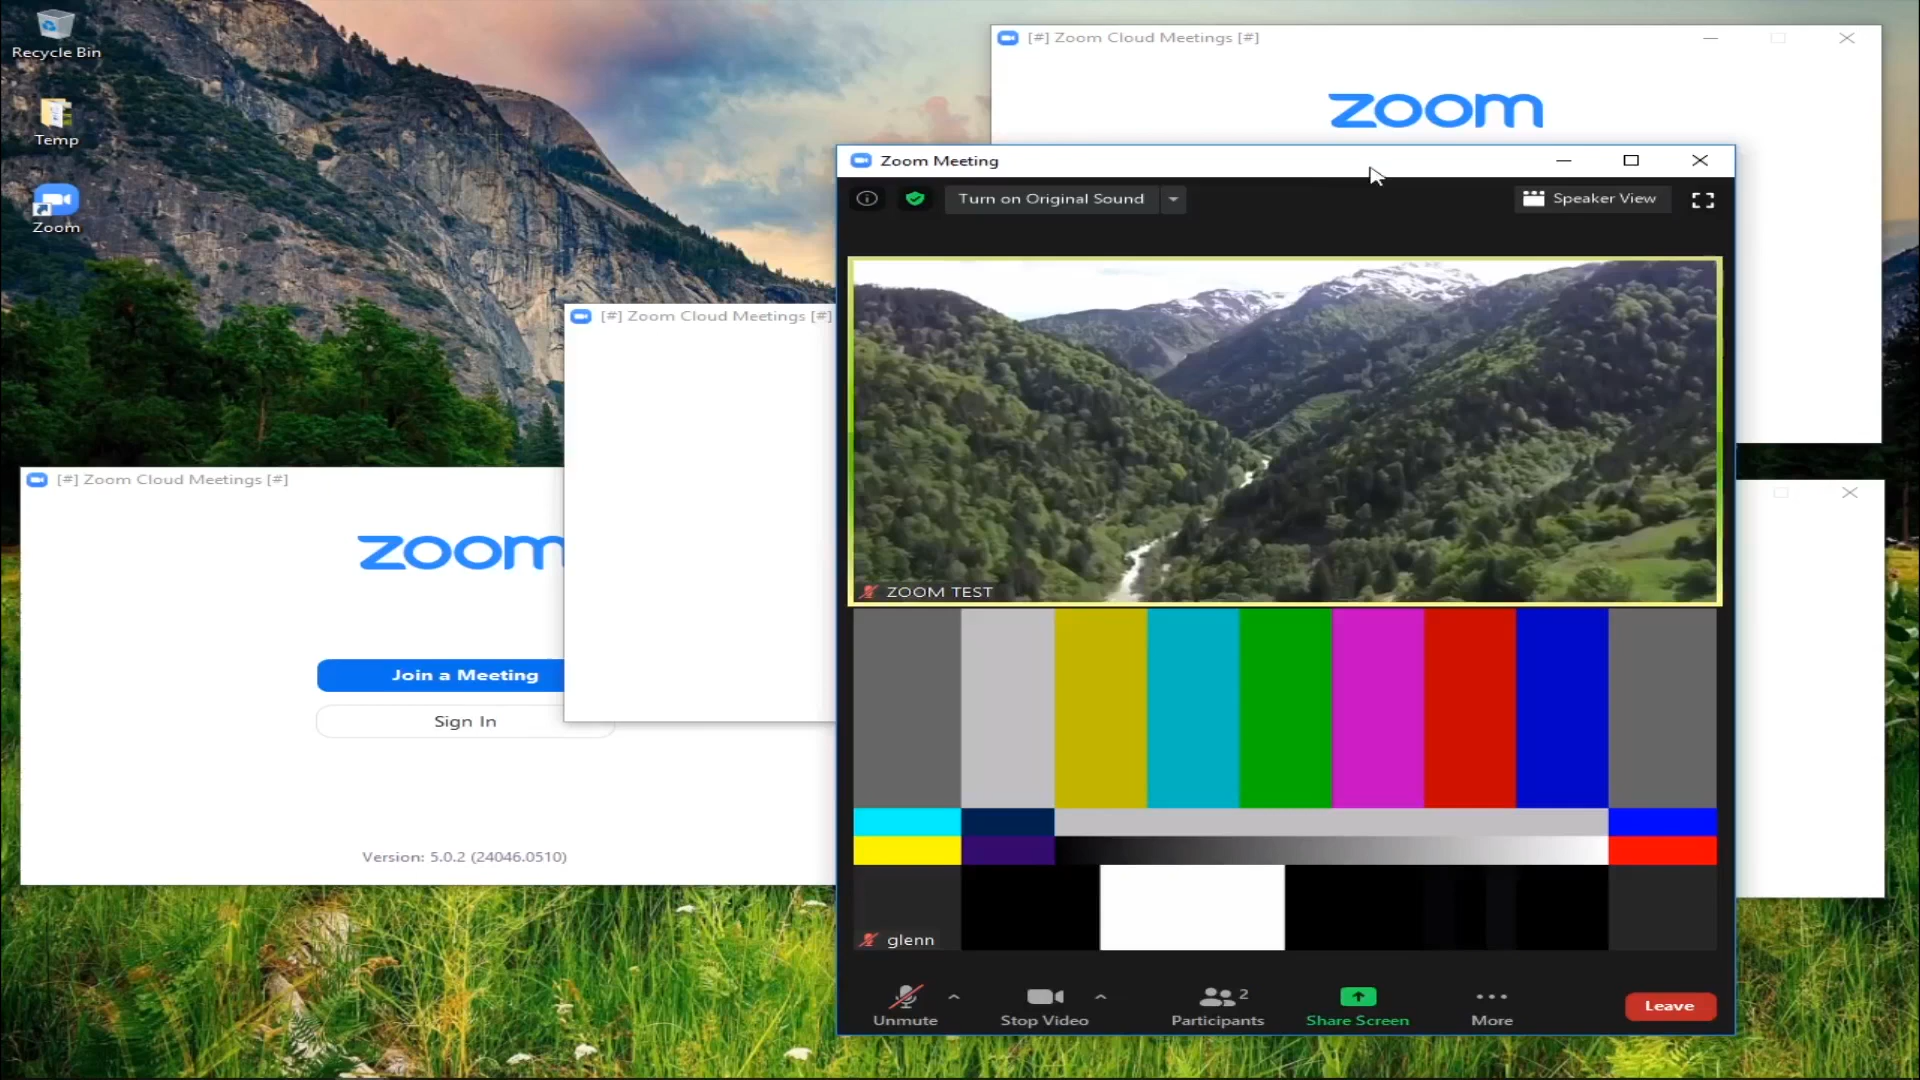 Recycle Bin
Temp
Zoom
[#] Zoom Cloud Meetings [#]
zoom
Zoom Meeting
Turn on Original Sound
Speaker View
[#] Zoom Cloud Meetings [#]
ZOOM TEST
[#] Zoom Cloud Meetings [#]
zoom
Join a Meeting
Sign In
Version: 5.0.2 (24046.0510)
glenn
Unmute
Stop Video
2
Participants
Share Screen
More
Leave